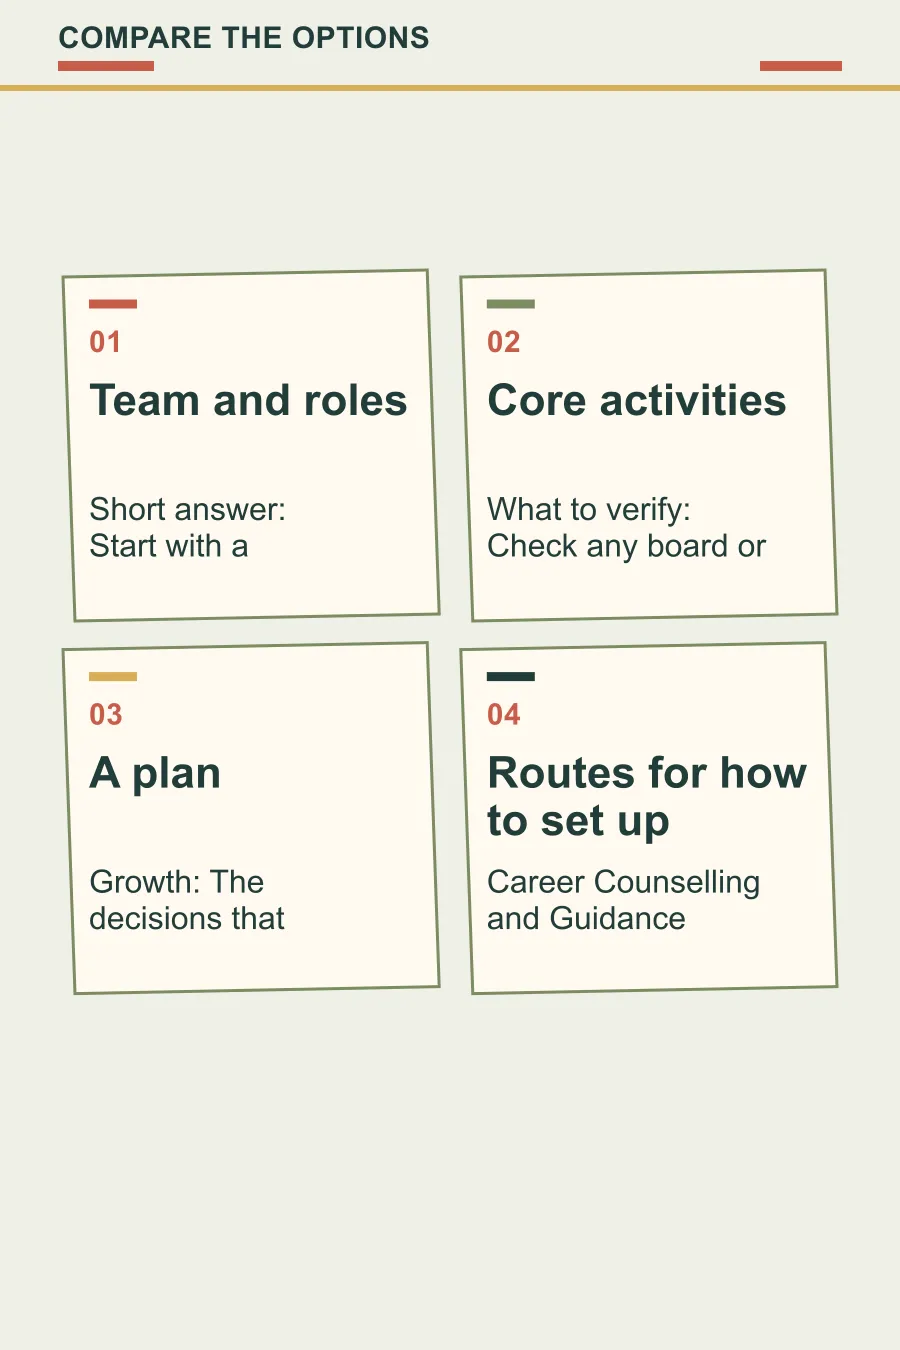 COMPARE THE OPTIONS
01
Team and roles
Short answer:
Start with a
02
Core activities
What to verify:
Check any board or
03
A plan
Growth: The
decisions that
04
Routes for how
to set up
Career Counselling
and Guidance